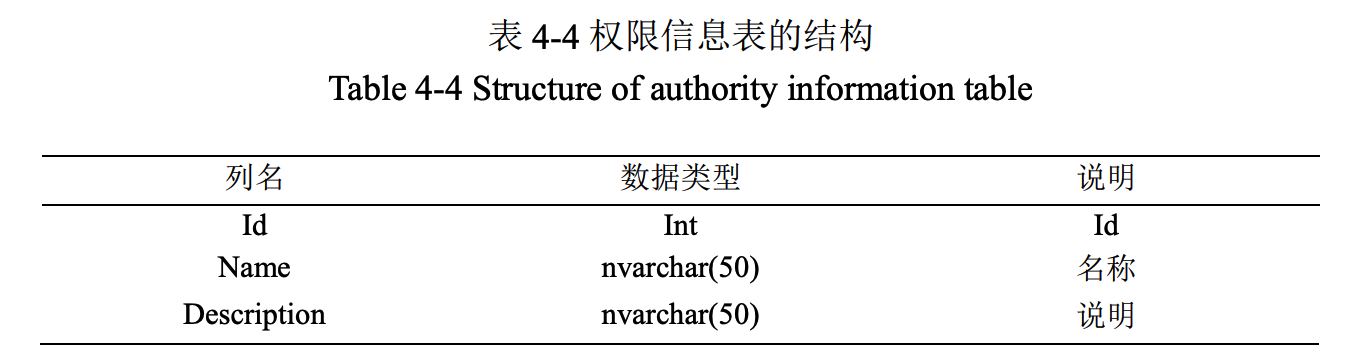 表 4-4 权限信息表的结构
Table 4-4 Structure of authority information table
列名 数据类型 说明
Id Int Id
Name nvarchar(50) 名称
Description nvarchar(50) 说明